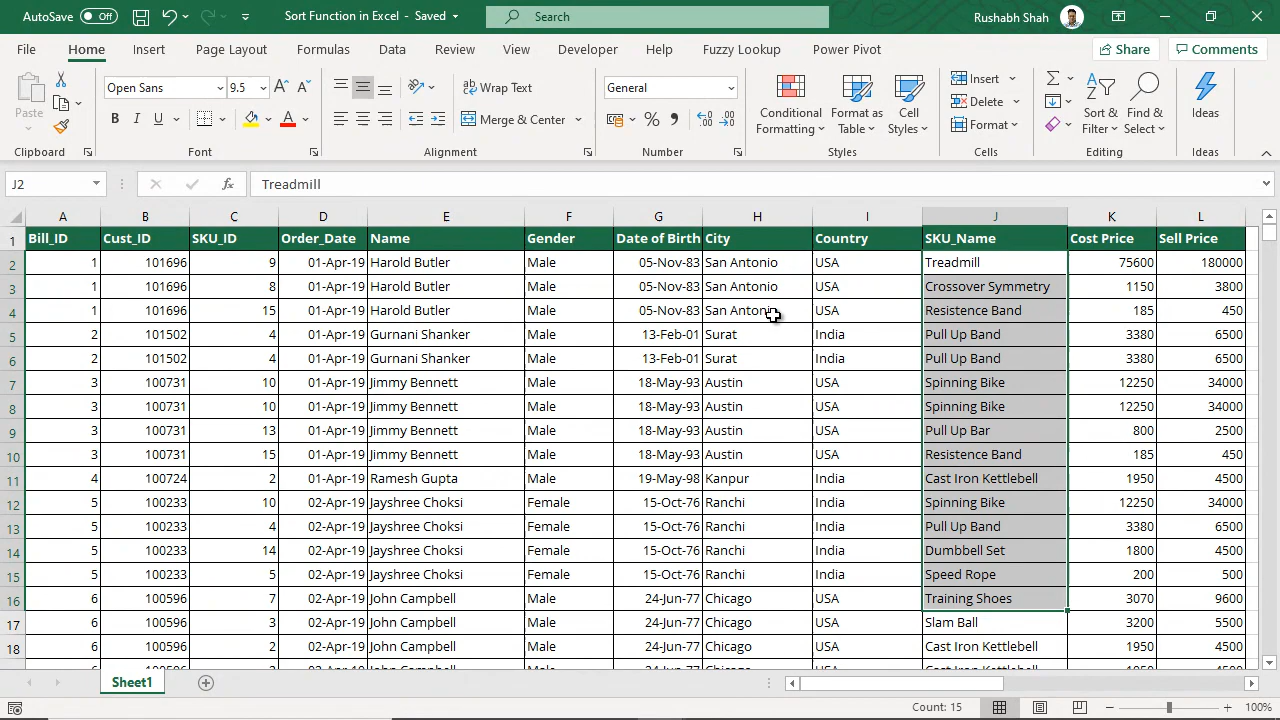 AutoSave Off Sort Function in Excel - Saved Search Rushabh Shah
File Home Insert Page Layout Formulas Data Review View Developer Help Fuzzy Lookup Power Pivot Share Comments
Paste Open Sans 9.5 A A Wrap Text General Conditional Formatting Format as Table Cell Styles Insert Sort & Filter Find & Select Ideas
B I U A Merge & Center % Delete
Format
Clipboard Font Alignment Number Styles Cells Editing Ideas
J2 fx Treadmill
A B C D E F G H I J K L
1 Bill_ID Cust_ID SKU_ID Order_Date Name Gender Date of Birth City Country SKU_Name Cost Price Sell Price
2 1 101696 9 01-Apr-19 Harold Butler Male 05-Nov-83 San Antonio USA Treadmill 75600 180000
3 1 101696 8 01-Apr-19 Harold Butler Male 05-Nov-83 San Antonio USA Crossover Symmetry 1150 3800
4 1 101696 15 01-Apr-19 Harold Butler Male 05-Nov-83 San Antonio USA Resistence Band 185 450
5 2 101502 4 01-Apr-19 Gurnani Shanker Male 13-Feb-01 Surat India Pull Up Band 3380 6500
6 2 101502 4 01-Apr-19 Gurnani Shanker Male 13-Feb-01 Surat India Pull Up Band 3380 6500
7 3 100731 10 01-Apr-19 Jimmy Bennett Male 18-May-93 Austin USA Spinning Bike 12250 34000
8 3 100731 10 01-Apr-19 Jimmy Bennett Male 18-May-93 Austin USA Spinning Bike 12250 34000
9 3 100731 13 01-Apr-19 Jimmy Bennett Male 18-May-93 Austin USA Pull Up Bar 800 2500
10 3 100731 15 01-Apr-19 Jimmy Bennett Male 18-May-93 Austin USA Resistence Band 185 450
11 4 100724 2 01-Apr-19 Ramesh Gupta Male 19-May-98 Kanpur India Cast Iron Kettlebell 1950 4500
12 5 100233 10 02-Apr-19 Jayshree Choksi Female 15-Oct-76 Ranchi India Spinning Bike 12250 34000
13 5 100233 4 02-Apr-19 Jayshree Choksi Female 15-Oct-76 Ranchi India Pull Up Band 3380 6500
14 5 100233 14 02-Apr-19 Jayshree Choksi Female 15-Oct-76 Ranchi India Dumbbell Set 1800 4500
15 5 100233 5 02-Apr-19 Jayshree Choksi Female 15-Oct-76 Ranchi India Speed Rope 200 500
16 6 100596 7 02-Apr-19 John Campbell Male 24-Jun-77 Chicago USA Training Shoes 3070 9600
17 6 100596 3 02-Apr-19 John Campbell Male 24-Jun-77 Chicago USA Slam Ball 3200 5500
18 6 100596 2 02-Apr-19 John Campbell Male 24-Jun-77 Chicago USA Cast Iron Kettlebell 1950 4500
Sheet1
Count: 15 100%